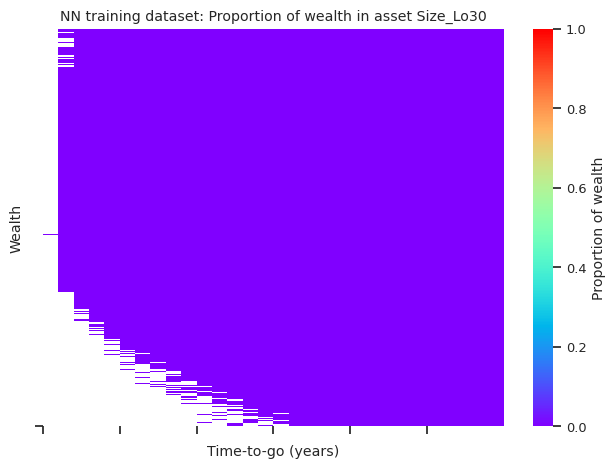 NN training dataset: Proportion of wealth in asset Size_Lo30
Wealth
Time-to-go (years)
1.0
0.8
0.6
0.4
0.2
0.0
Proportion of wealth